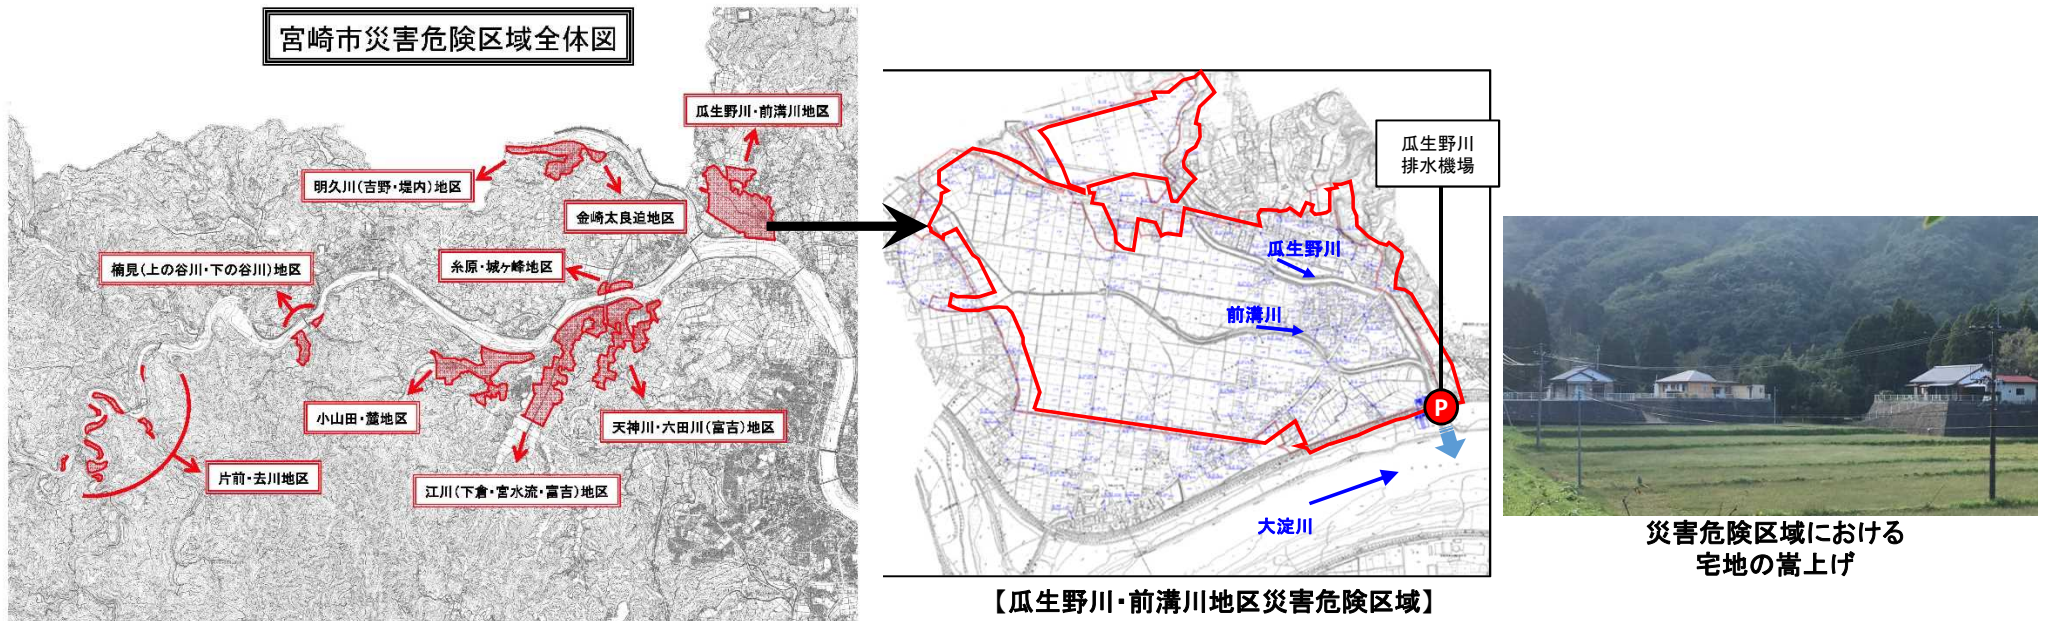 宮崎市災害危険区域全体図
瓜生野川・前溝川地区
明久川（吉野・堤内）地区
金崎太良迫地区
楠見（上の谷川・下の谷川）地区
糸原・城ヶ峰地区
小山田・麓地区
天神川・六田川（富吉）地区
片前・去川地区
江川（下倉・宮水流・富吉）地区
瓜生野川
排水機場
瓜生野川
前溝川
P
大淀川
【瓜生野川・前溝川地区災害危険区域】
災害危険区域における
宅地の嵩上げ